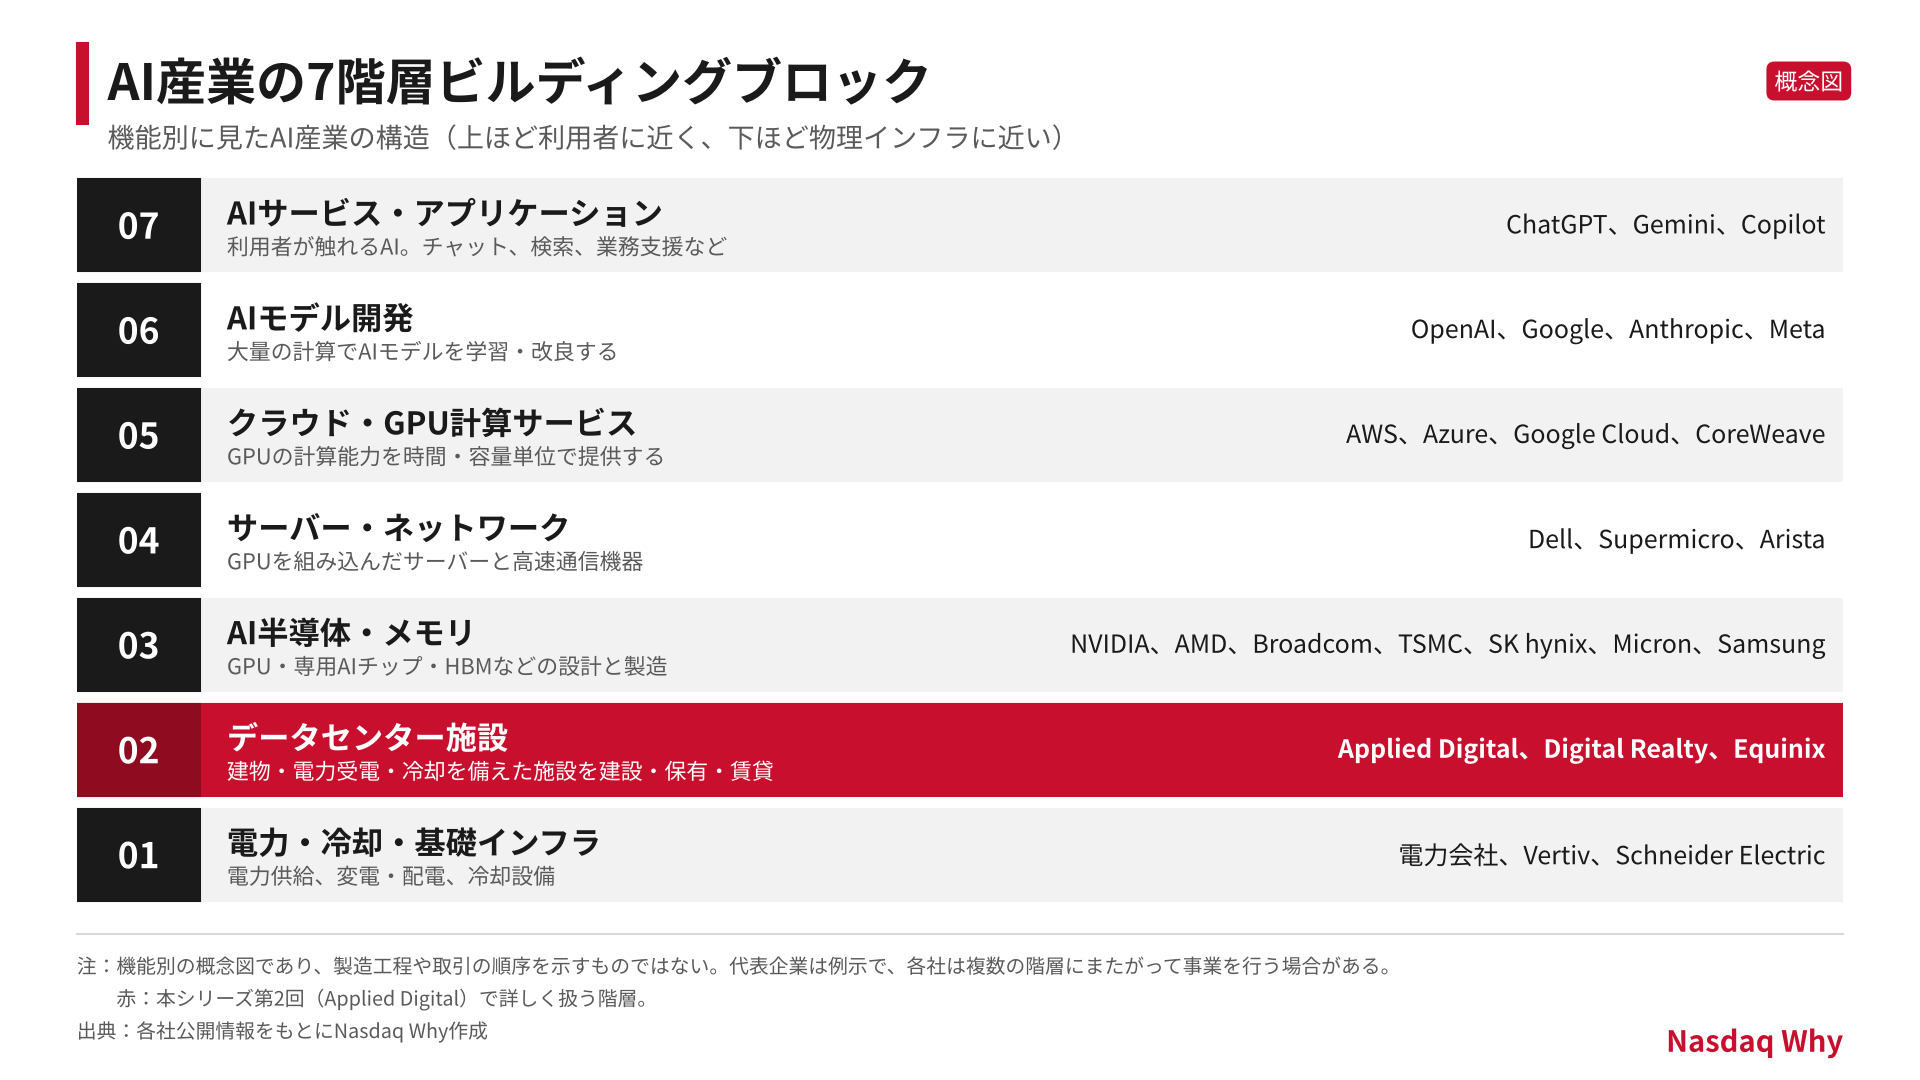 AI産業の7階層ビルディングブロック
概念図
機能別に見たAI産業の構造（上ほど利用者に近く、下ほど物理インフラに近い）
07
AIサービス・アプリケーション
利用者が触れるAI。チャット、検索、業務支援など
ChatGPT、Gemini、Copilot
06
AIモデル開発
大量の計算でAIモデルを学習・改良する
OpenAI、Google、Anthropic、Meta
05
クラウド・GPU計算サービス
GPUの計算能力を時間・容量単位で提供する
AWS、Azure、Google Cloud、CoreWeave
04
サーバー・ネットワーク
GPUを組み込んだサーバーと高速通信機器
Dell、Supermicro、Arista
03
AI半導体・メモリ
GPU・専用AIチップ・HBMなどの設計と製造
NVIDIA、AMD、Broadcom、TSMC、SK hynix、Micron、Samsung
02
データセンター施設
建物・電力受電・冷却を備えた施設を建設・保有・賃貸
Applied Digital、Digital Realty、Equinix
01
電力・冷却・基礎インフラ
電力供給、変電・配電、冷却設備
電力会社、Vertiv、Schneider Electric
注：機能別の概念図であり、製造工程や取引の順序を示すものではない。代表企業は例示で、各社は複数の階層にまたがって事業を行う場合がある。
赤：本シリーズ第2回（Applied Digital）で詳しく扱う階層。
出典：各社公開情報をもとにNasdaq Why作成
Nasdaq Why